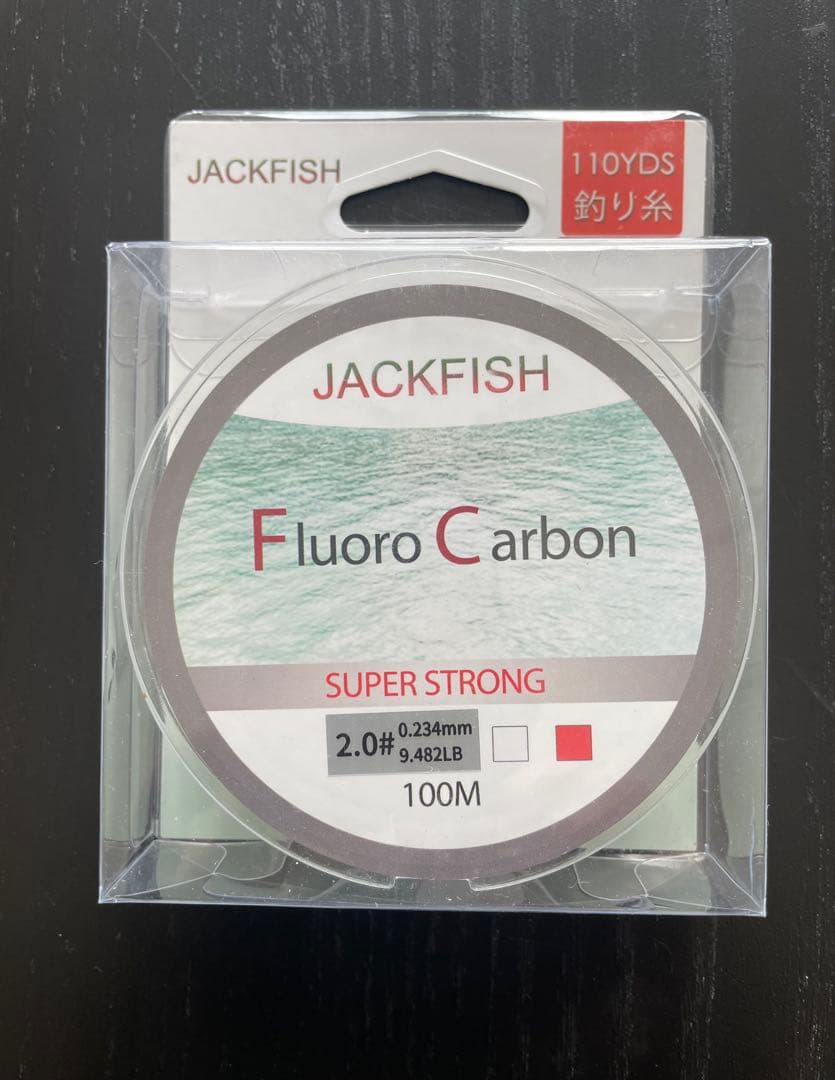 JACKFISH
110YDS
釣り糸
JACKFISH
Fluoro Carbon
SUPER STRONG
2.0# 0.234mm
9.482LB
100M